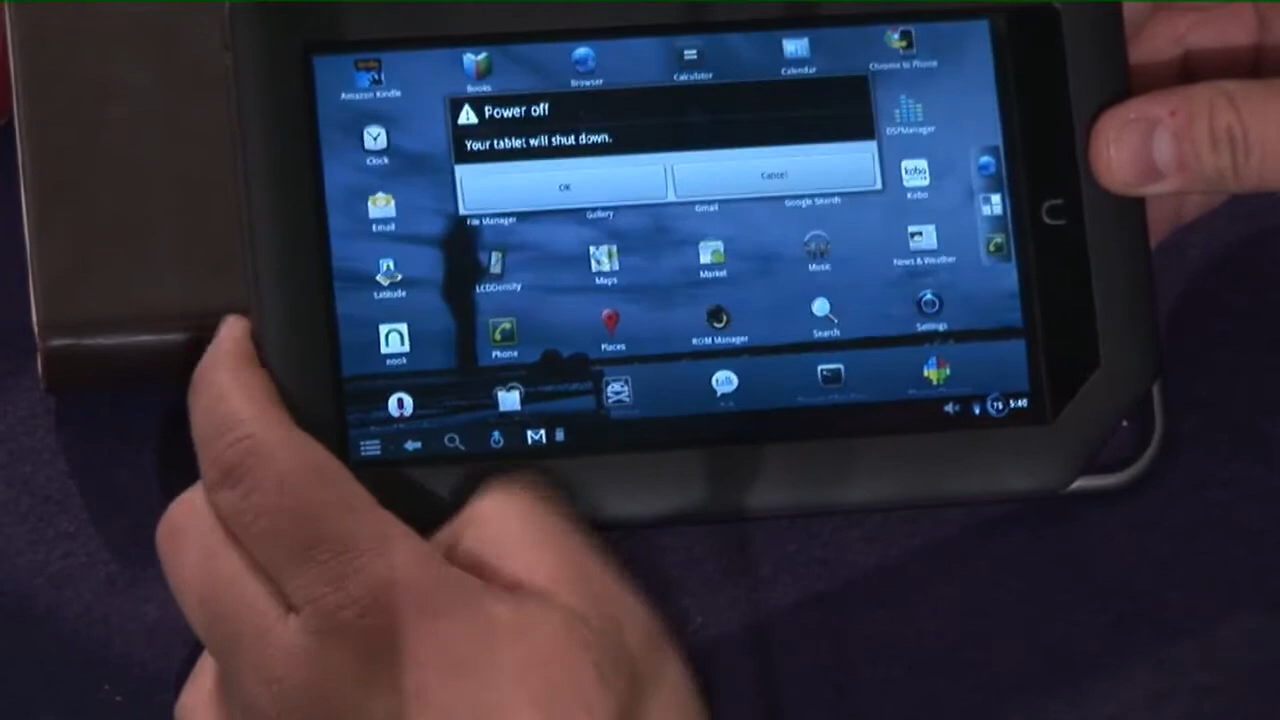 Amazon Kindle
Books
Browser
Calculator
Calendar
Chrome to Phone
Power off
Your tablet will shut down.
OK
Cancel
Clock
DSPManager
kobo
Kobo
Email
File Manager
Gallery
Gmail
Google Search
Latitude
LCDDensity
Maps
Market
Music
News & Weather
nook
Phone
Places
ROM Manager
Search
Settings
talk
75
5:40